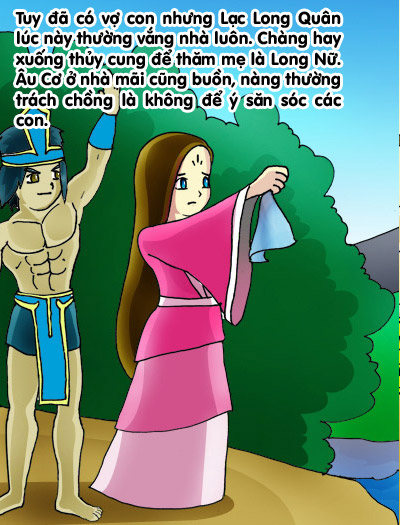 Tuy đã có vợ con nhưng Lạc Long Quân
lúc này thường vắng nhà luôn. Chàng hay
xuống thủy cung để thăm mẹ là Long Nữ.
Âu Cơ ở nhà mãi cũng buồn, nàng thường
trách chồng là không để ý săn sóc các
con.